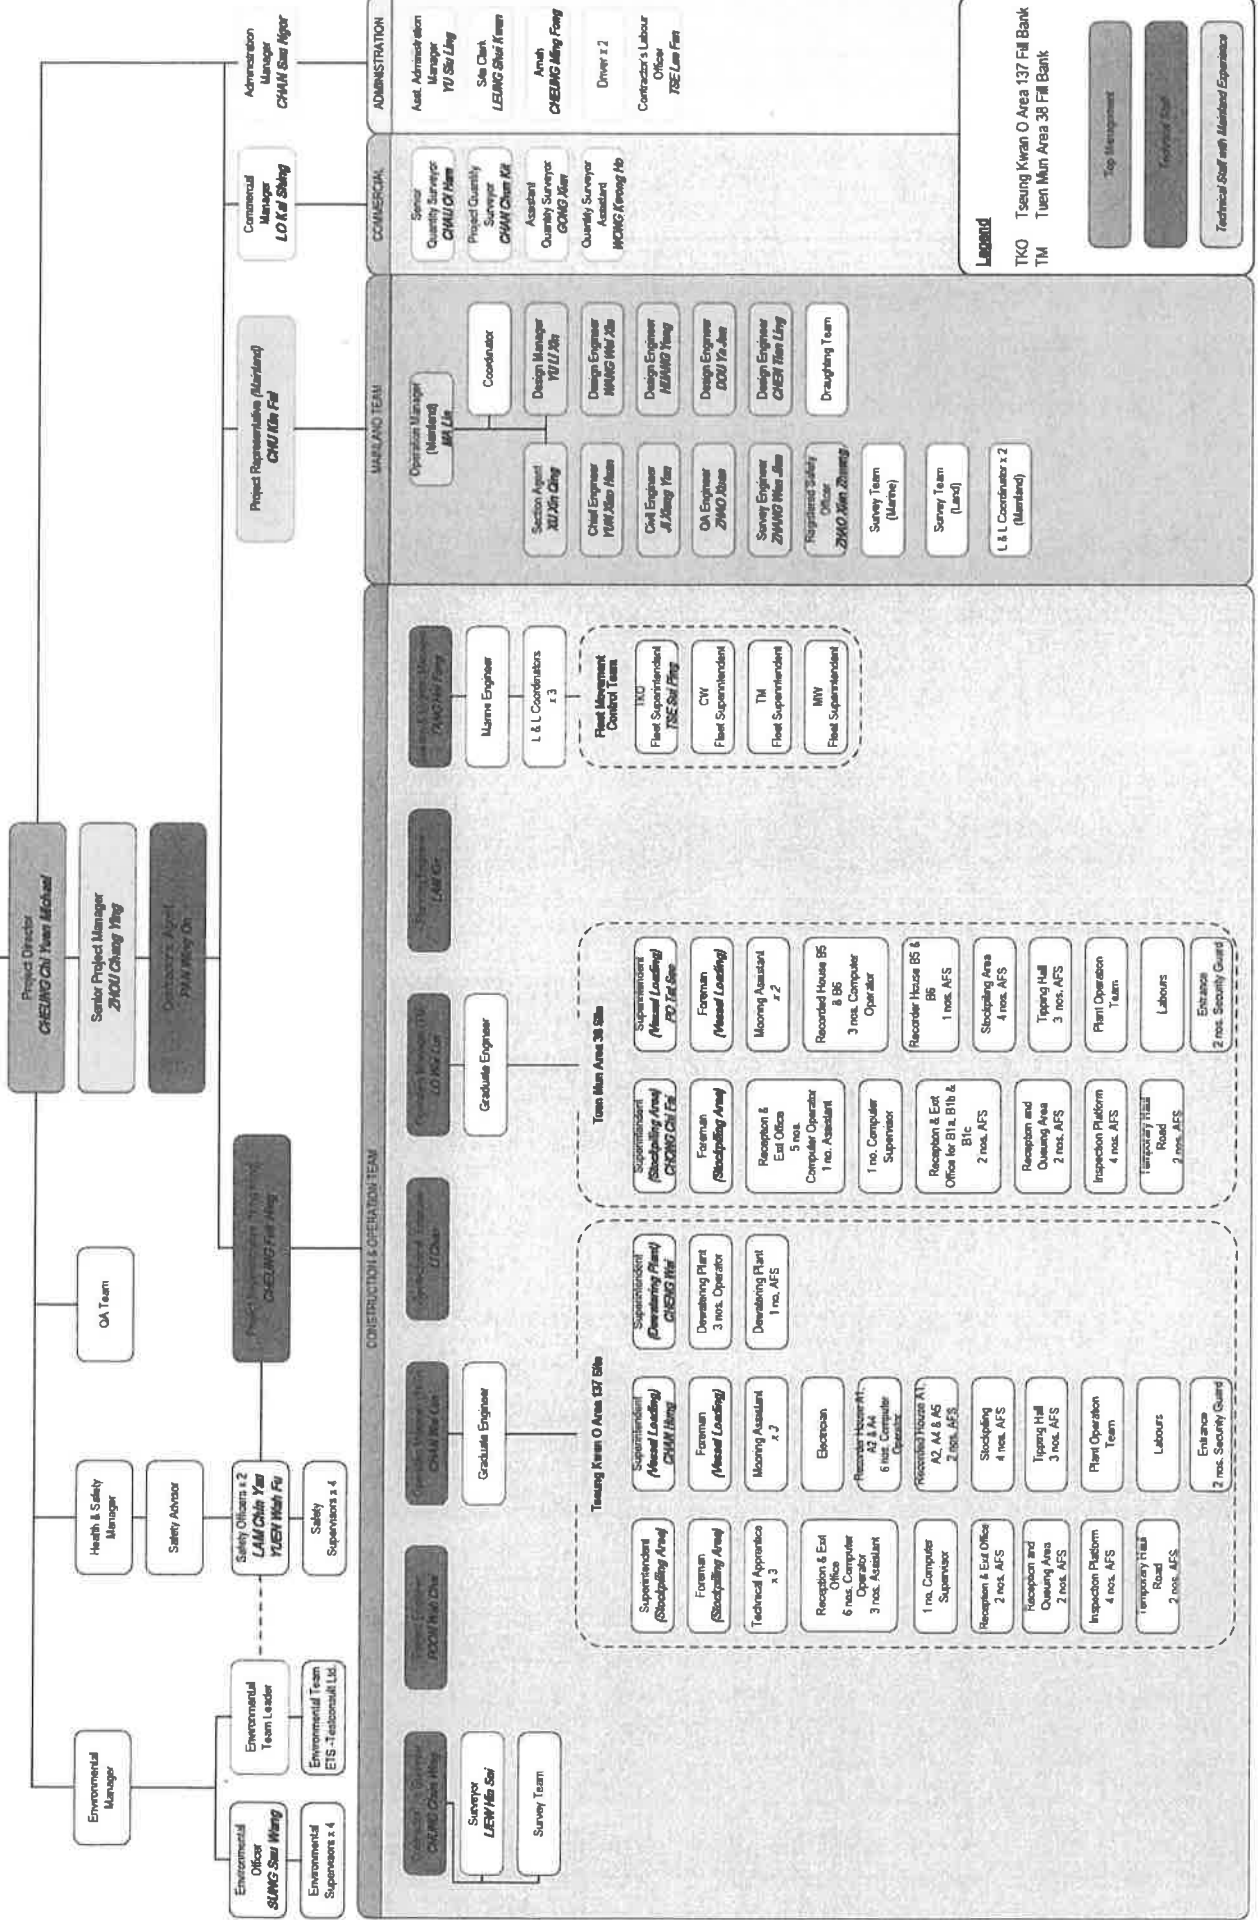 Project Director
CHEUNG Chi Yuen Michael
Senior Project Manager
ZHOU Chang Ying
Contractor's Agent
PAN Wing On
Environmental
Manager
Environmental
Officer
SUNG Sau Wang
Environmental
Supervisors x 4
Environmental
Team Leader
Environmental Team
ETS -Testconsult Ltd.
Health & Safety
Manager
Safety Advisor
Safety Officers x 2
LAM Chin Yau
YUEN Wah Fu
Safety
Supervisors x 4
QA Team
Project Representative (Mainland)
CHU Kin Fai
Commercial
Manager
LO Kai Shing
Administration
Manager
CHAN Sau Ngor
CONSTRUCTION & OPERATION TEAM
Surveyor
LIEW Hin Sai
Survey Team
Graduate Engineer
Tseung Kwan O Area 137 Site
Superintendent
(Stockpiling Area)
Foreman
(Stockpiling Area)
Technical Apprentice
x 3
Reception & Exit
Office
6 nos. Computer
Operator
3 nos. Assistant
1 no. Computer
Supervisor
Reception & Exit Office
2 nos. AFS
Reception and
Queuing Area
2 nos. AFS
Inspection Platform
4 nos. AFS
Temporary Haul
Road
2 nos. AFS
Superintendent
(Vessel Loading)
CHAN Hung
Foreman
(Vessel Loading)
Mooring Assistant
x 3
Electrician
Recorder House A1,
A2 & A4
6 nos. Computer
Operator
Recorded House A1,
A2, A4 & A5
2 nos. AFS
Stockpiling
4 nos. AFS
Tipping Hall
3 nos. AFS
Plant Operation
Team
Labours
Entrance
2 nos. Security Guard
Superintendent
(Dewatering Plant)
CHENG Wai
Dewatering Plant
3 nos. Operator
Dewatering Plant
1 no. AFS
Graduate Engineer
Tuen Mun Area 38 Site
Superintendent
(Stockpiling Area)
CHONG Chi Fai
Foreman
(Stockpiling Area)
Reception &
Exit Office
5 nos.
Computer Operator
1 no. Assistant
1 no. Computer
Supervisor
Reception & Exit
Office for B1a, B1b &
B1c
2 nos. AFS
Reception and
Queuing Area
2 nos. AFS
Inspection Platform
4 nos. AFS
Temporary Haul
Road
2 nos. AFS
Superintendent
(Vessel Loading)
PO Tai See
Foreman
(Vessel Loading)
Mooring Assistant
x 2
Recorded House B5
& B6
3 nos. Computer
Operator
Recorder House B5 &
B6
1 nos. AFS
Stockpiling Area
4 nos. AFS
Tipping Hall
3 nos. AFS
Plant Operation
Team
Labours
Entrance
2 nos. Security Guard
Marine Engineer
L & L Coordinators
x 3
Fleet Movement
Control Team
TKO
Fleet Superintendent
TSE Sui Ping
CW
Fleet Superintendent
TM
Fleet Superintendent
MW
Fleet Superintendent
MAINLAND TEAM
Operation Manager
(Mainland)
MA Lie
Coordinator
Section Agent
XU Xin Qing
Chief Engineer
YUN Xiao Huan
Civil Engineer
JI Xiang Yun
QA Engineer
ZHAO Xuan
Survey Engineer
ZHANG Wen Jian
Registered Safety
Officer
ZHAO Xian Zhuang
Survey Team
(Marine)
Survey Team
(Land)
L & L Coordinator x 2
(Mainland)
Design Manager
YU LI Xin
Design Engineer
WANG Wei Xia
Design Engineer
HUANG Yong
Design Engineer
DOU Ya Jun
Design Engineer
CHEN Tian Ling
Draughting Team
COMMERCIAL
Senior
Quantity Surveyor
CHAU Oi Ham
Project Quantity
Surveyor
CHAN Chun Kit
Assistant
Quantity Surveyor
GONG Xian
Quantity Surveyor
Assistant
WONG Kwong Ho
ADMINISTRATION
Asst. Administration
Manager
YU Siu Ling
Site Clerk
LEUNG Shui Kwan
Amah
CHEUNG Ming Fong
Driver x 2
Contractor's Labour
Officer
TSE Lan Fan
Legend
TKO Tseung Kwan O Area 137 Fill Bank
TM Tuen Mun Area 38 Fill Bank
Top Management
Technical Staff
Technical Staff with Mainland Experience